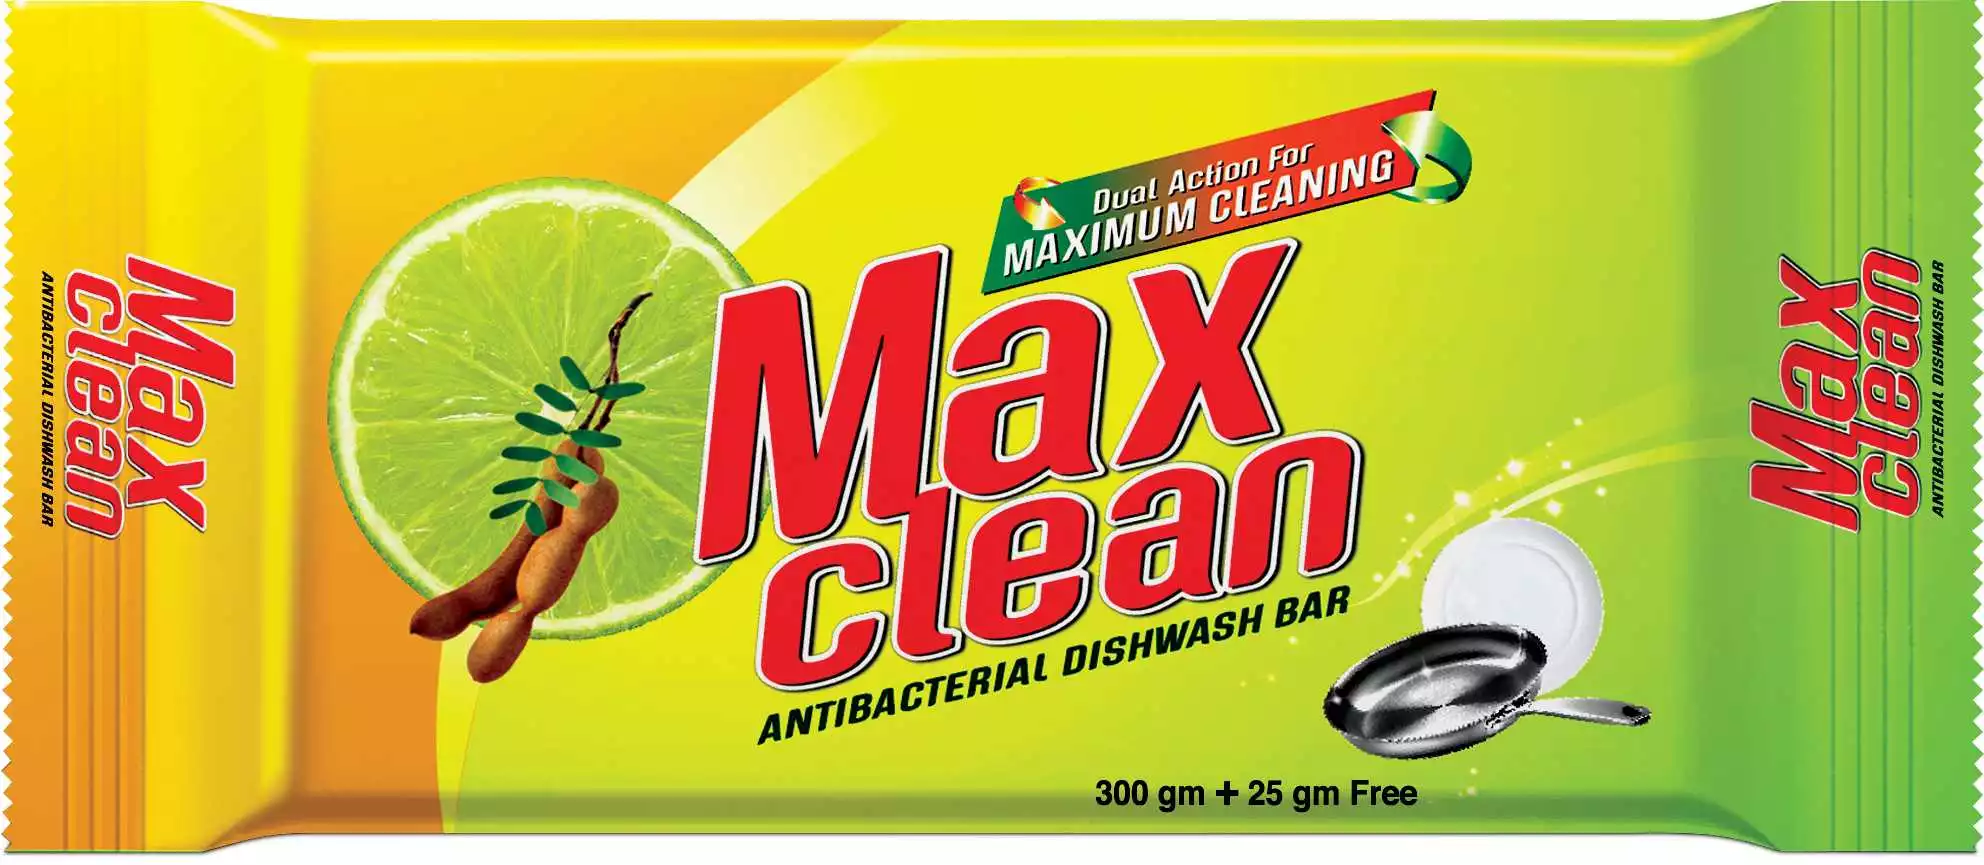 Max
Clean
ANTIBACTERIAL DISHWASH BAR
Dual Action For
MAXIMUM CLEANING
Max
Clean
ANTIBACTERIAL DISHWASH BAR
300 gm + 25 gm Free
Max
Clean
ANTIBACTERIAL DISHWASH BAR